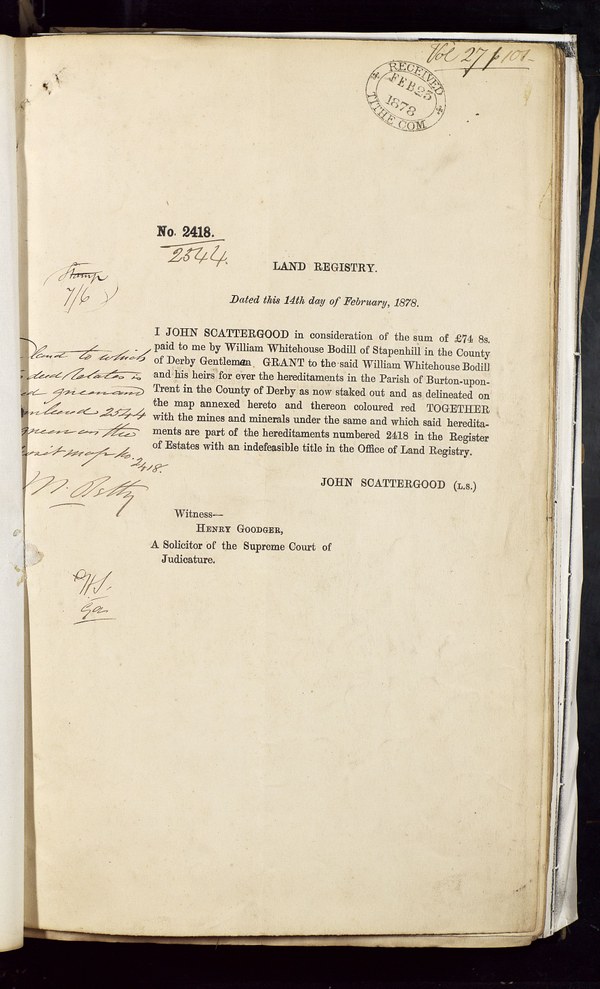 Vol 27 p 101
RECEIVED
FEB 25
1878
TITHE COM
No. 2418.
2544.
LAND REGISTRY.
Stamp
7/6
Dated this 14th day of February, 1878.
I JOHN SCATTERGOOD in consideration of the sum of £74 8s.
paid to me by William Whitehouse Bodill of Stapenhill in the County
of Derby Gentleman GRANT to the said William Whitehouse Bodill
and his heirs for ever the hereditaments in the Parish of Burton-upon-
Trent in the County of Derby as now staked out and as delineated on
the map annexed hereto and thereon coloured red TOGETHER
with the mines and minerals under the same and which said heredita-
ments are part of the hereditaments numbered 2418 in the Register
of Estates with an indefeasible title in the Office of Land Registry.
land to which
deed relates is
green and
2544
green on the
map No. 2418.
JOHN SCATTERGOOD (L.S.)
Witness—
HENRY GOODGER,
A Solicitor of the Supreme Court of
Judicature.